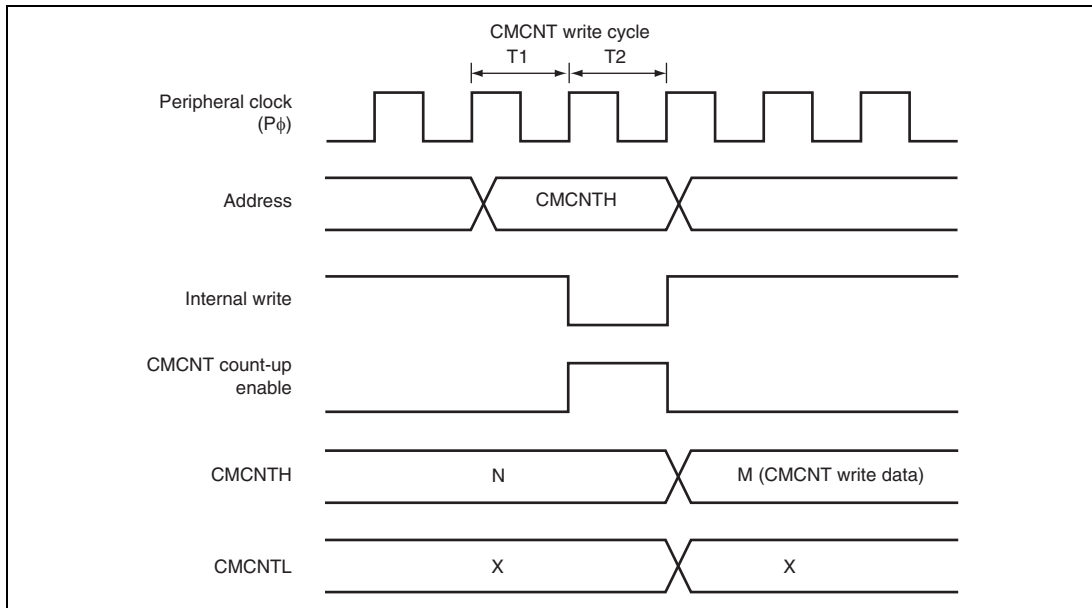 CMCNT write cycle
T1 T2
Peripheral clock
(Pϕ)
Address
CMCNTH
Internal write
CMCNT count-up
enable
CMCNTH
N
M (CMCNT write data)
CMCNTL
X
X